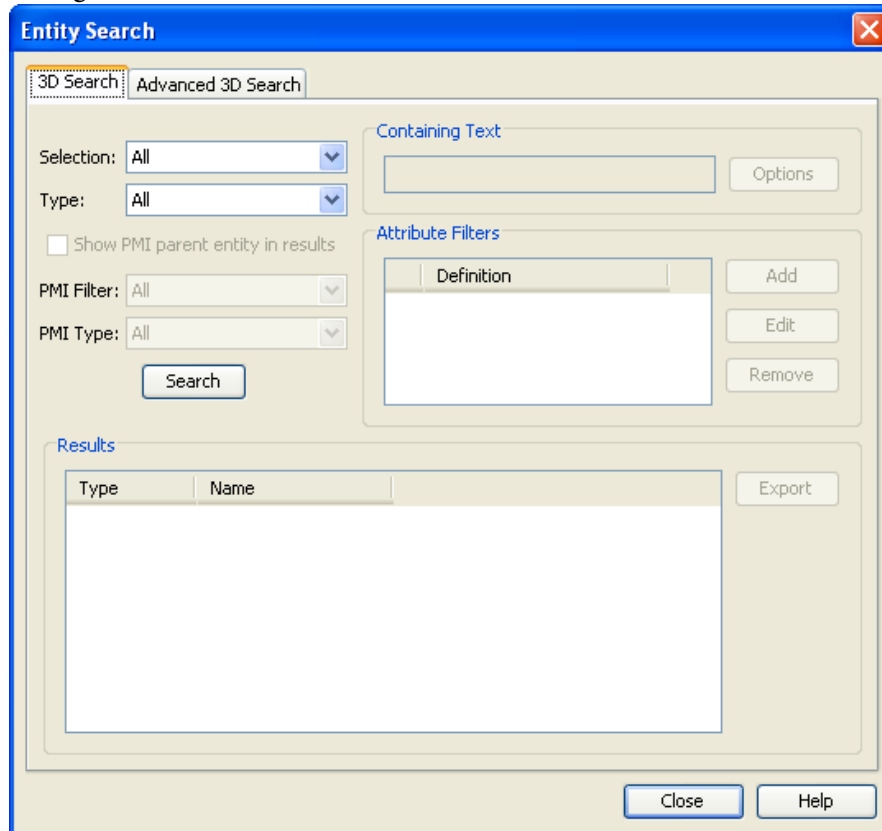 Entity Search
3D Search
Advanced 3D Search
Selection: All
Type: All
Show PMI parent entity in results
PMI Filter: All
PMI Type: All
Search
Containing Text
Options
Attribute Filters
Definition
Add
Edit
Remove
Results
Type Name
Export
Close
Help